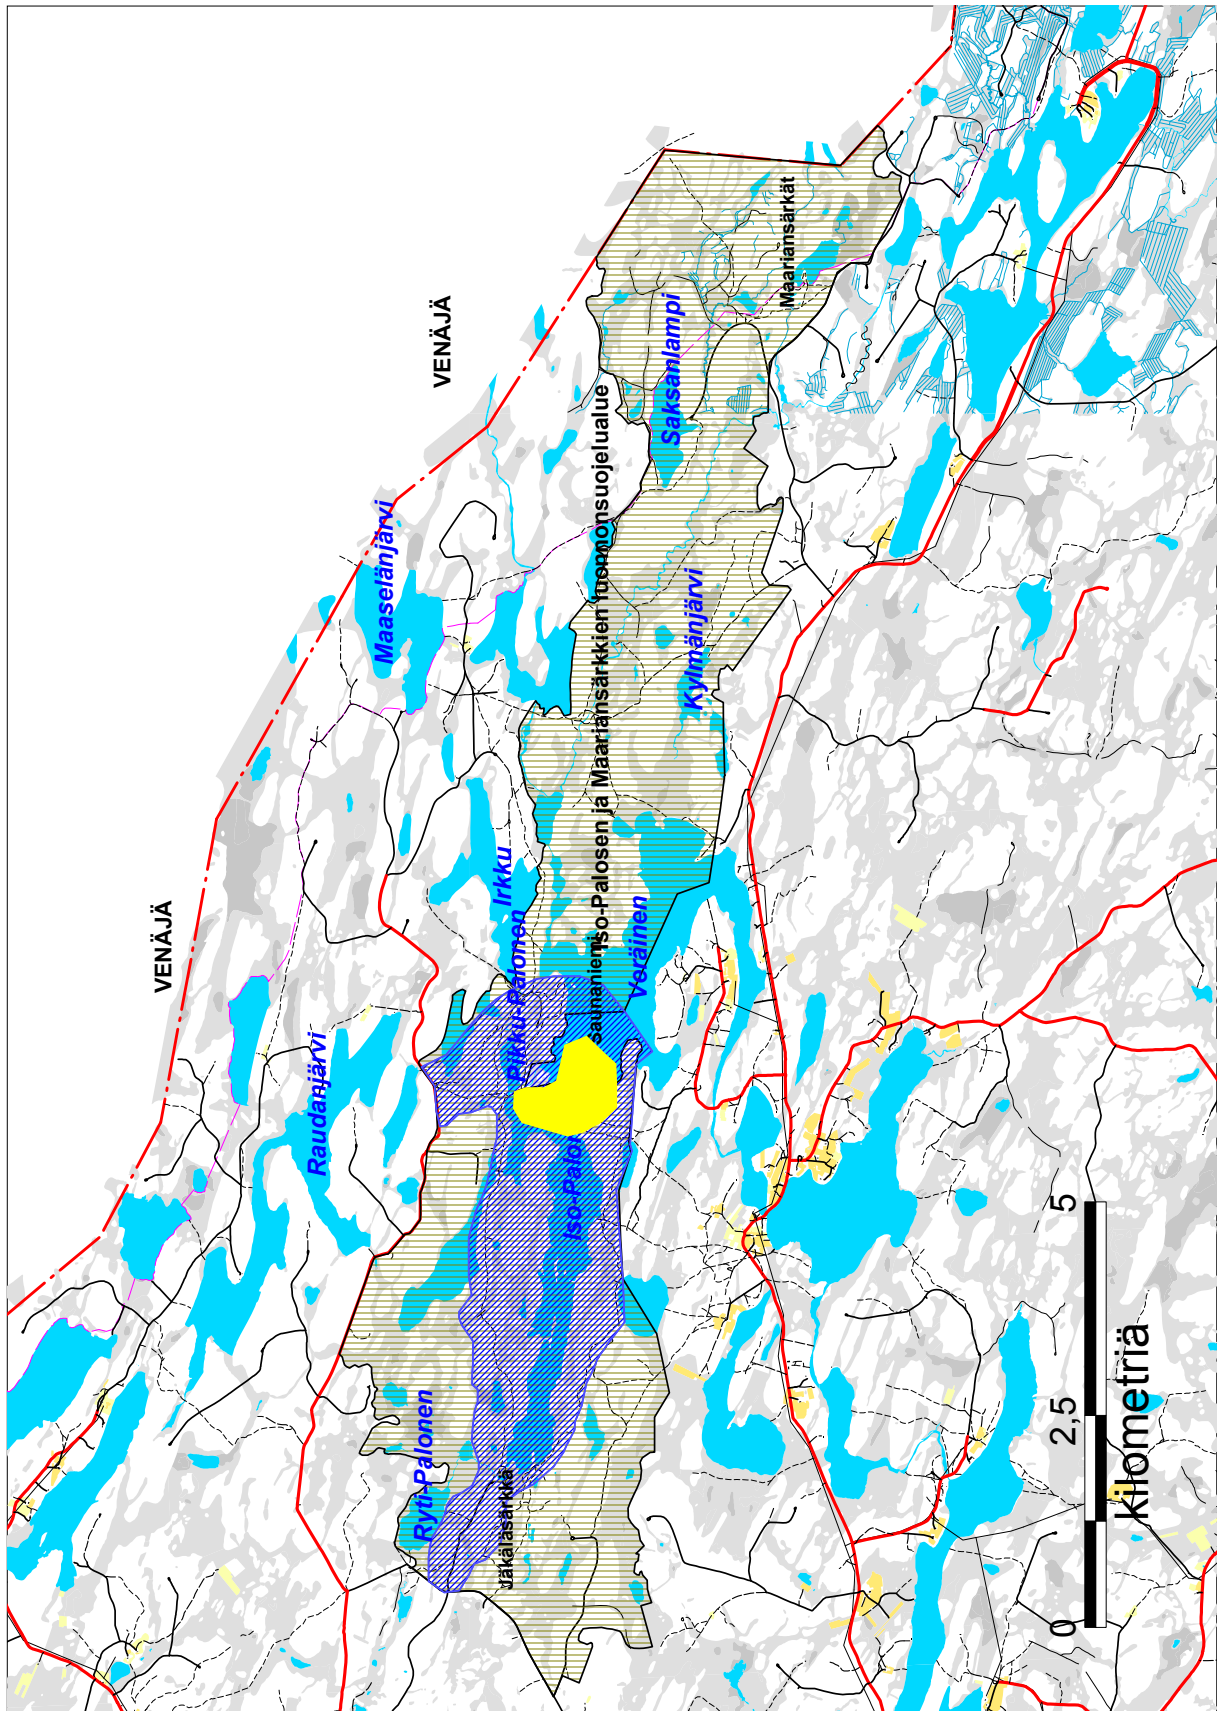 VENÄJÄ
VENÄJÄ
Maaselänjärvi
Raudanjärvi
Saksanlampi
Maariansärkät
Iso-Palosen ja Maariansärkkien luonnonsuojelualue
Kylmänjärvi
Irkku
Pikku-Palonen
Saunaniemi
Veräinen
Iso-Palon
Ryti-Palonen
Jäkäläsärkkä
0 2,5 5
kilometriä